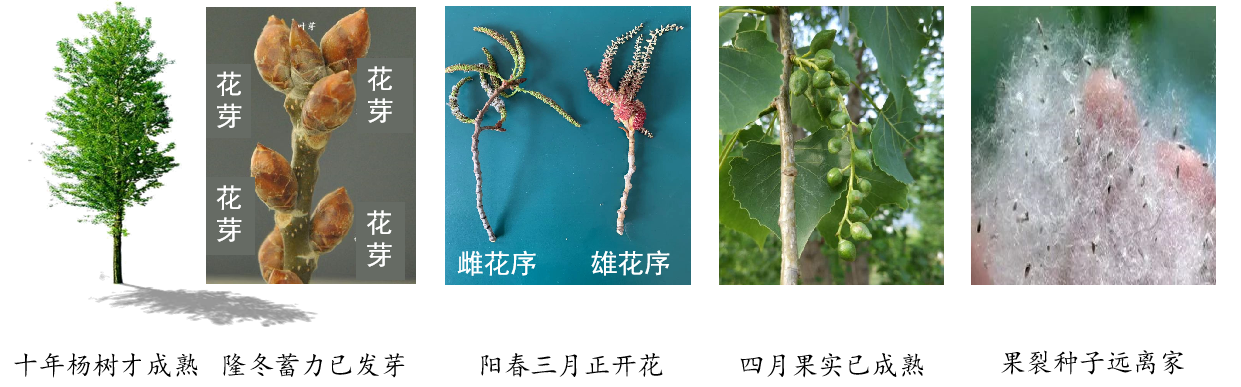 叶芽
花芽
花芽
花芽
花芽
雌花序
雄花序
十年杨树才成熟
隆冬蓄力已发芽
阳春三月正开花
四月果实已成熟
果裂种子远离家